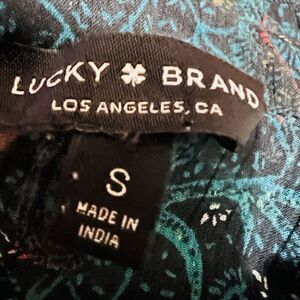 LUCKY BRAND
LOS ANGELES, CA
S
MADE IN
INDIA